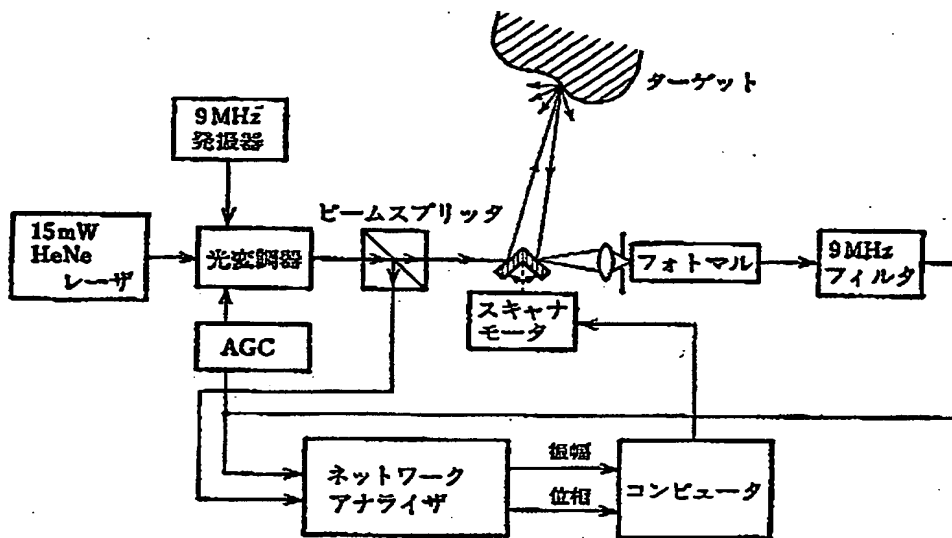 ターゲット
9MHz
発振器
ビームスプリッタ
15mW
HeNe
レーザ
光変調器
フォトマル
9MHz
フィルタ
スキャナ
モータ
AGC
ネットワーク
アナライザ
振幅
位相
コンピュータ